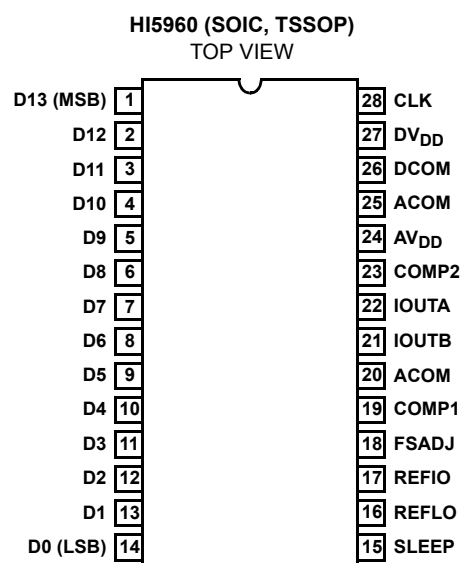 HI5960 (SOIC, TSSOP)
TOP VIEW
D13 (MSB) 1 28 CLK
D12 2 27 DVDD
D11 3 26 DCOM
D10 4 25 ACOM
D9 5 24 AVDD
D8 6 23 COMP2
D7 7 22 IOUTA
D6 8 21 IOUTB
D5 9 20 ACOM
D4 10 19 COMP1
D3 11 18 FSADJ
D2 12 17 REFIO
D1 13 16 REFLO
D0 (LSB) 14 15 SLEEP